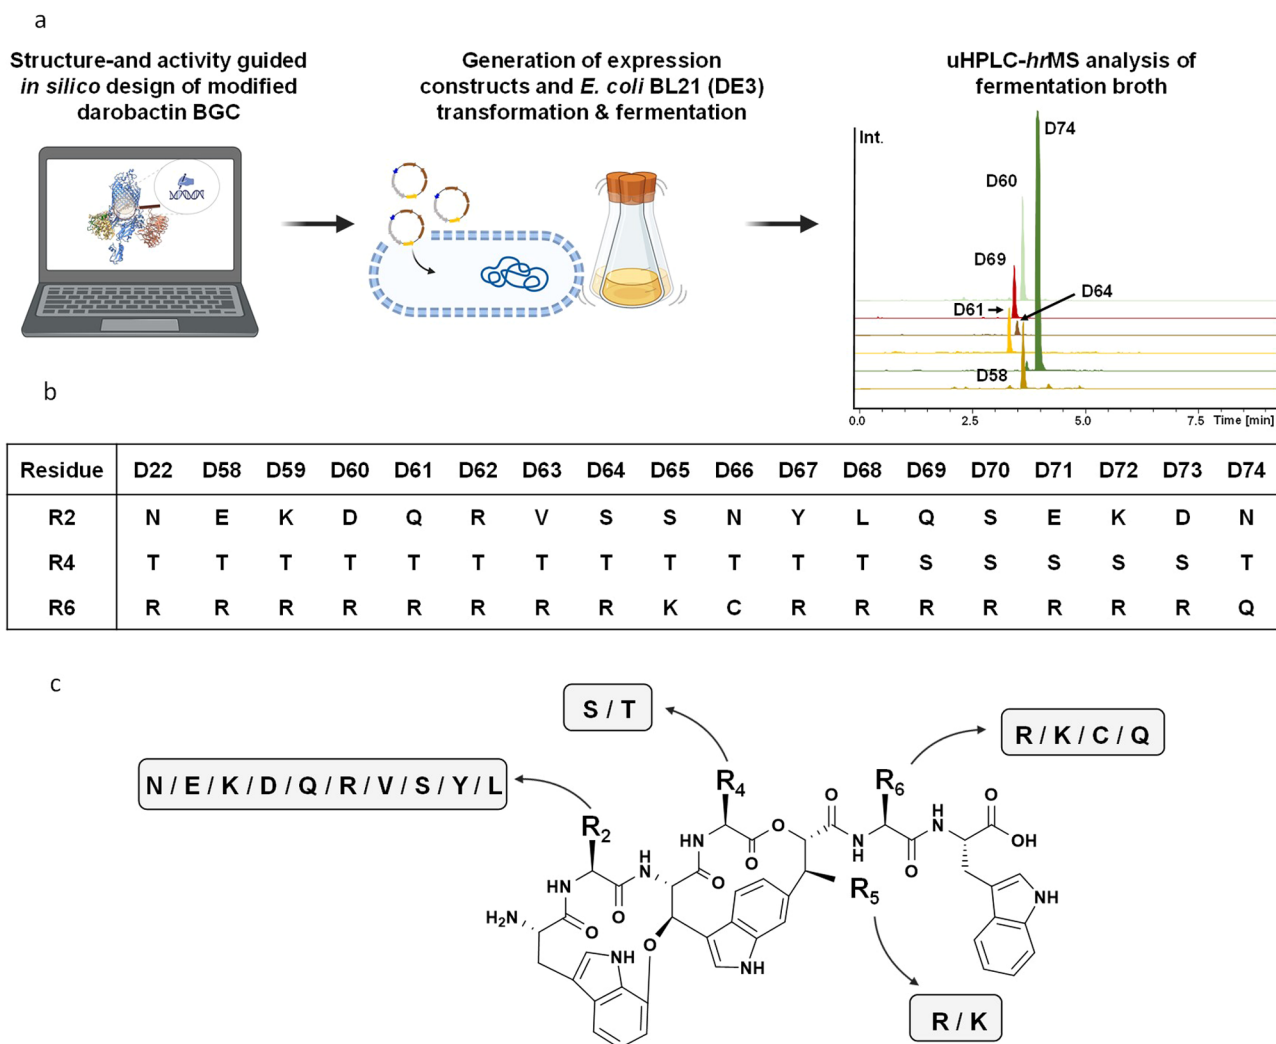 a
Structure-and activity guided
in silico design of modified
darobactin BGC
Generation of expression
constructs and E. coli BL21 (DE3)
transformation & fermentation
uHPLC-hrMS analysis of
fermentation broth
Int.
D74
D60
D69
D64
D61
D58
0.0 2.5 5.0 7.5 Time [min]
b
Residue D22 D58 D59 D60 D61 D62 D63 D64 D65 D66 D67 D68 D69 D70 D71 D72 D73 D74
R2 N E K D Q R V S S N Y L Q S E K D N
R4 T T T T T T T T T T T T S S S S S T
R6 R R R R R R R R K C R R R R R R R Q
c
S / T
R / K / C / Q
N / E / K / D / Q / R / V / S / Y / L
R4
R6
R2
O
O
O
H
N
OH
HN
O
N
H
O
H
N
O
R5
HN
O
O
NH
H2N
O
O
NH
NH
R / K